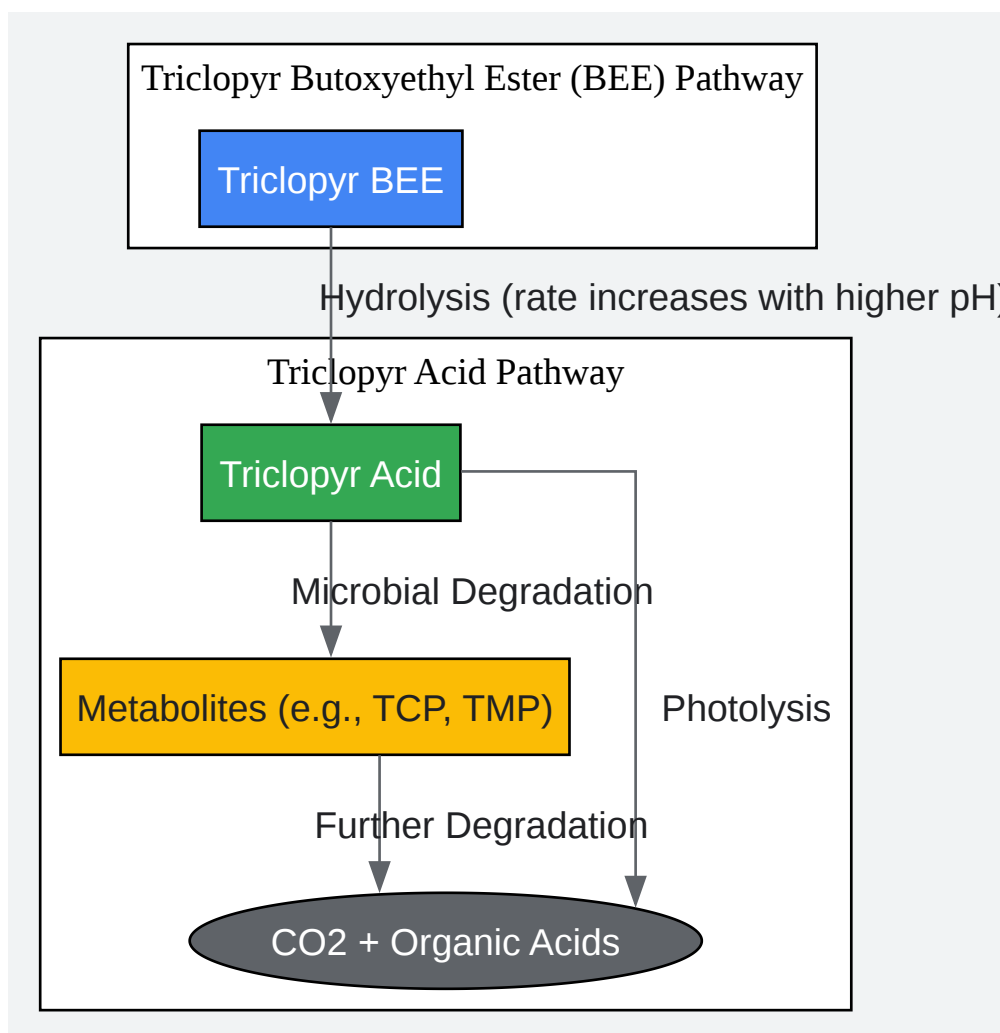 Triclopyr Butoxyethyl Ester (BEE) Pathway
Triclopyr BEE
Hydrolysis (rate increases with higher pH)
Triclopyr Acid Pathway
Triclopyr Acid
Microbial Degradation
Metabolites (e.g., TCP, TMP)
Photolysis
Further Degradation
CO2 + Organic Acids